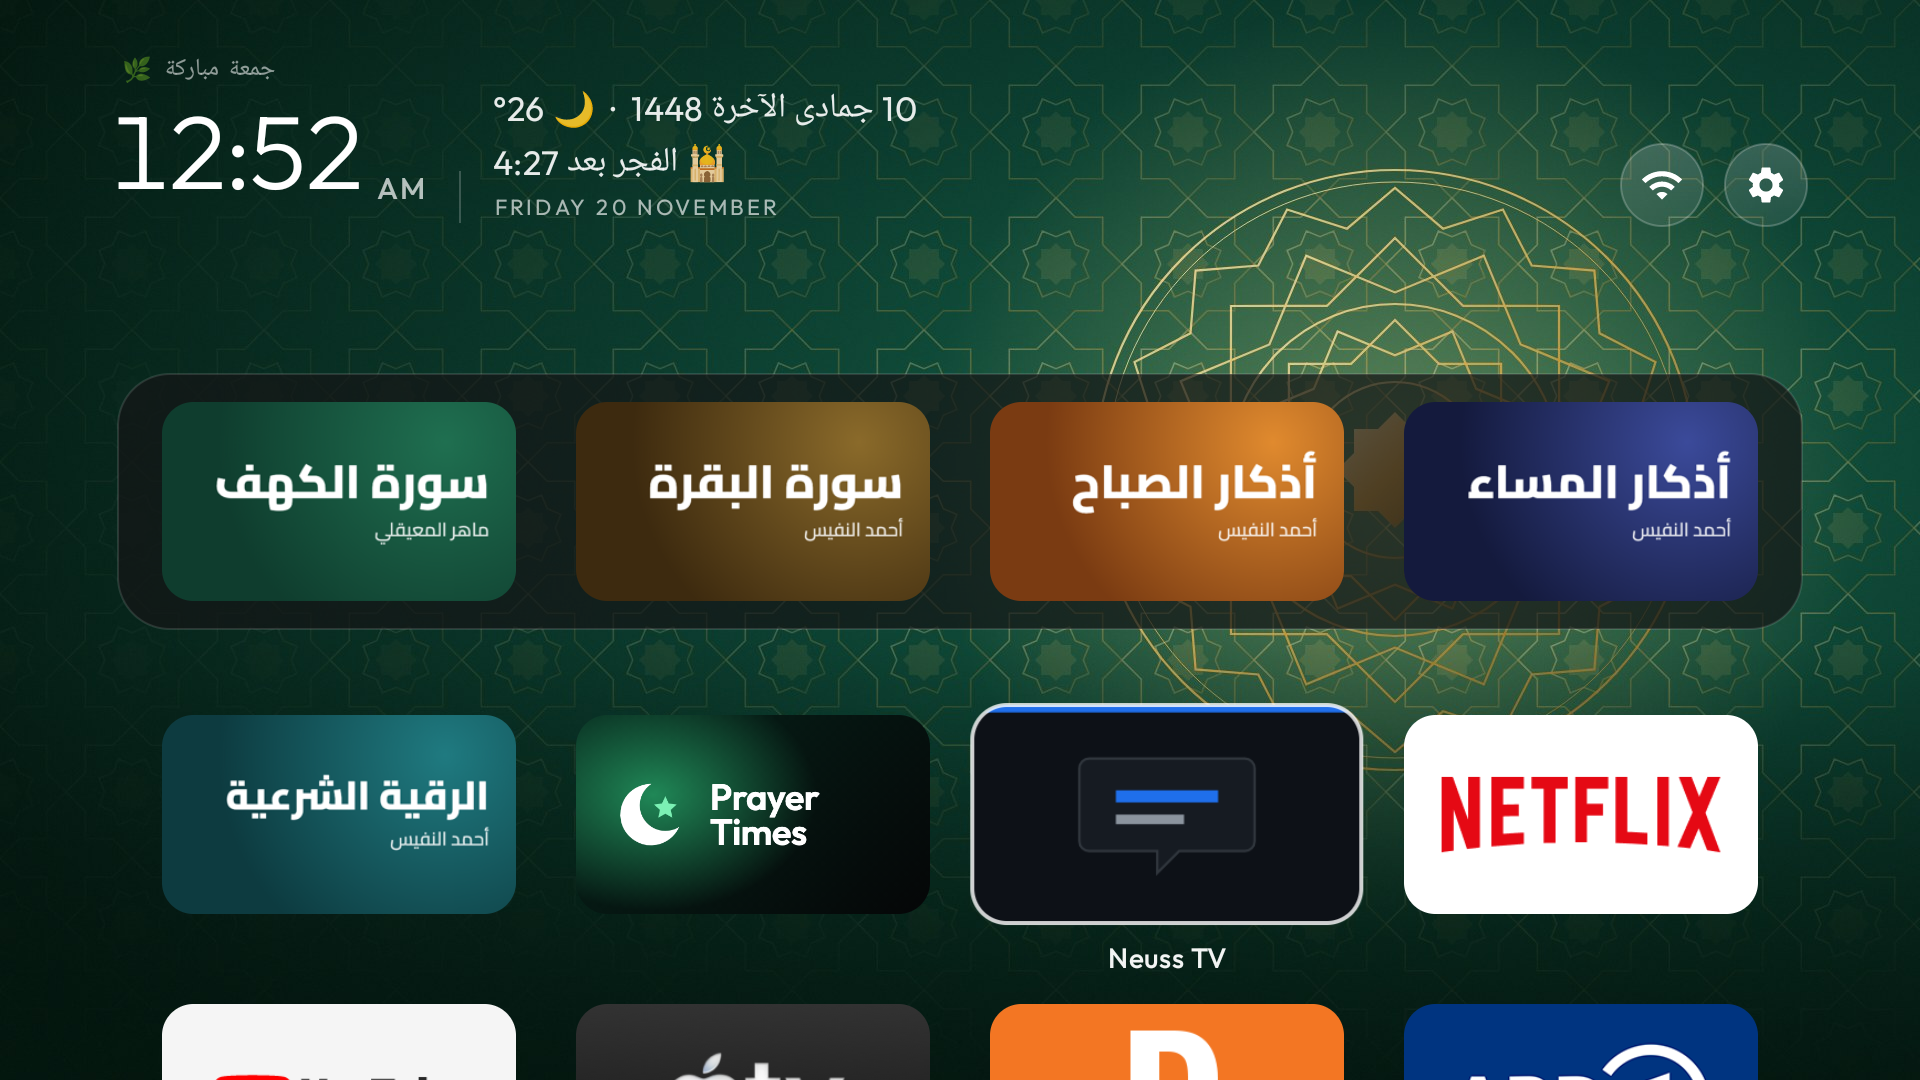 جمعة مباركة
12:52 AM
10 جمادى الآخرة 1448 · 26°
الفجر بعد 4:27
FRIDAY 20 NOVEMBER
سورة الكهف
ماهر المعيقلي
سورة البقرة
أحمد النفيس
أذكار الصباح
أحمد النفيس
أذكار المساء
أحمد النفيس
الرقية الشرعية
أحمد النفيس
Prayer
Times
NETFLIX
Neuss TV